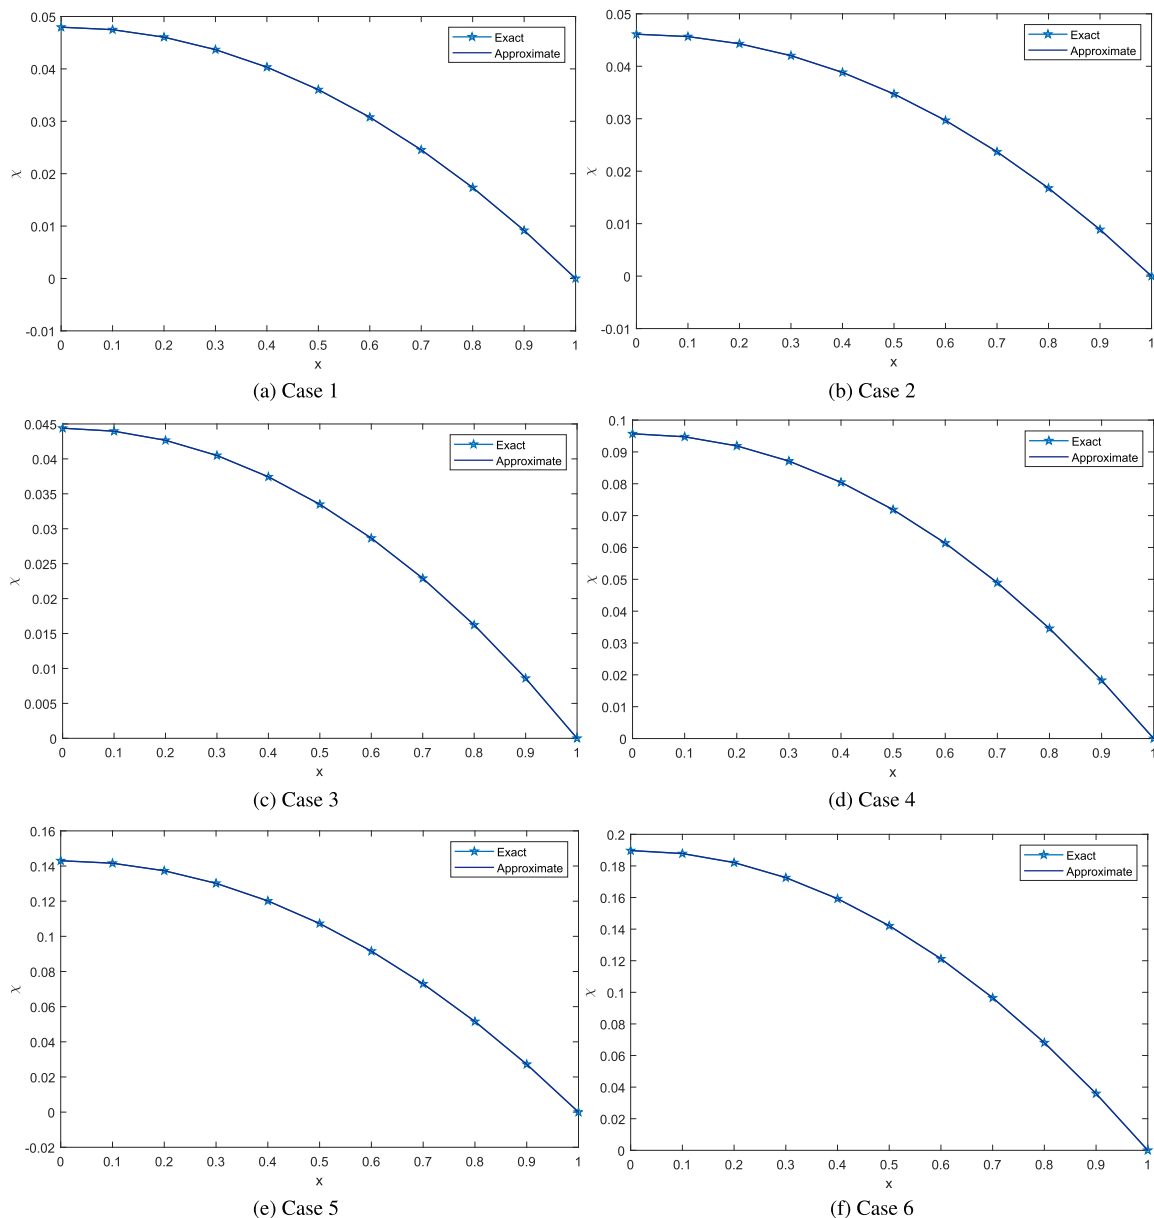 0.05
0.04
0.03
0.02
0.01
0
-0.01
χ
0 0.1 0.2 0.3 0.4 0.5 0.6 0.7 0.8 0.9 1
x
Exact
Approximate
(a) Case 1
0.05
0.04
0.03
0.02
0.01
0
-0.01
χ
0 0.1 0.2 0.3 0.4 0.5 0.6 0.7 0.8 0.9 1
x
Exact
Approximate
(b) Case 2
0.045
0.04
0.035
0.03
0.025
0.02
0.015
0.01
0.005
0
χ
0 0.1 0.2 0.3 0.4 0.5 0.6 0.7 0.8 0.9 1
x
Exact
Approximate
(c) Case 3
0.1
0.09
0.08
0.07
0.06
0.05
0.04
0.03
0.02
0.01
0
χ
0 0.1 0.2 0.3 0.4 0.5 0.6 0.7 0.8 0.9 1
x
Exact
Approximate
(d) Case 4
0.16
0.14
0.12
0.1
0.08
0.06
0.04
0.02
0
-0.02
χ
0 0.1 0.2 0.3 0.4 0.5 0.6 0.7 0.8 0.9 1
x
Exact
Approximate
(e) Case 5
0.2
0.18
0.16
0.14
0.12
0.1
0.08
0.06
0.04
0.02
0
χ
0 0.1 0.2 0.3 0.4 0.5 0.6 0.7 0.8 0.9 1
x
Exact
Approximate
(f) Case 6